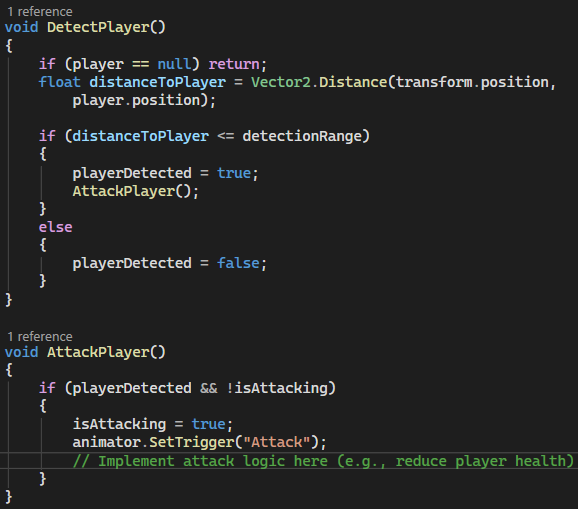 1 reference
void DetectPlayer()
{
if (player == null) return;
float distanceToPlayer = Vector2.Distance(transform.position,
player.position);
if (distanceToPlayer <= detectionRange)
{
playerDetected = true;
AttackPlayer();
}
else
{
playerDetected = false;
}
}
1 reference
void AttackPlayer()
{
if (playerDetected && !isAttacking)
{
isAttacking = true;
animator.SetTrigger("Attack");
// Implement attack logic here (e.g., reduce player health)
}
}